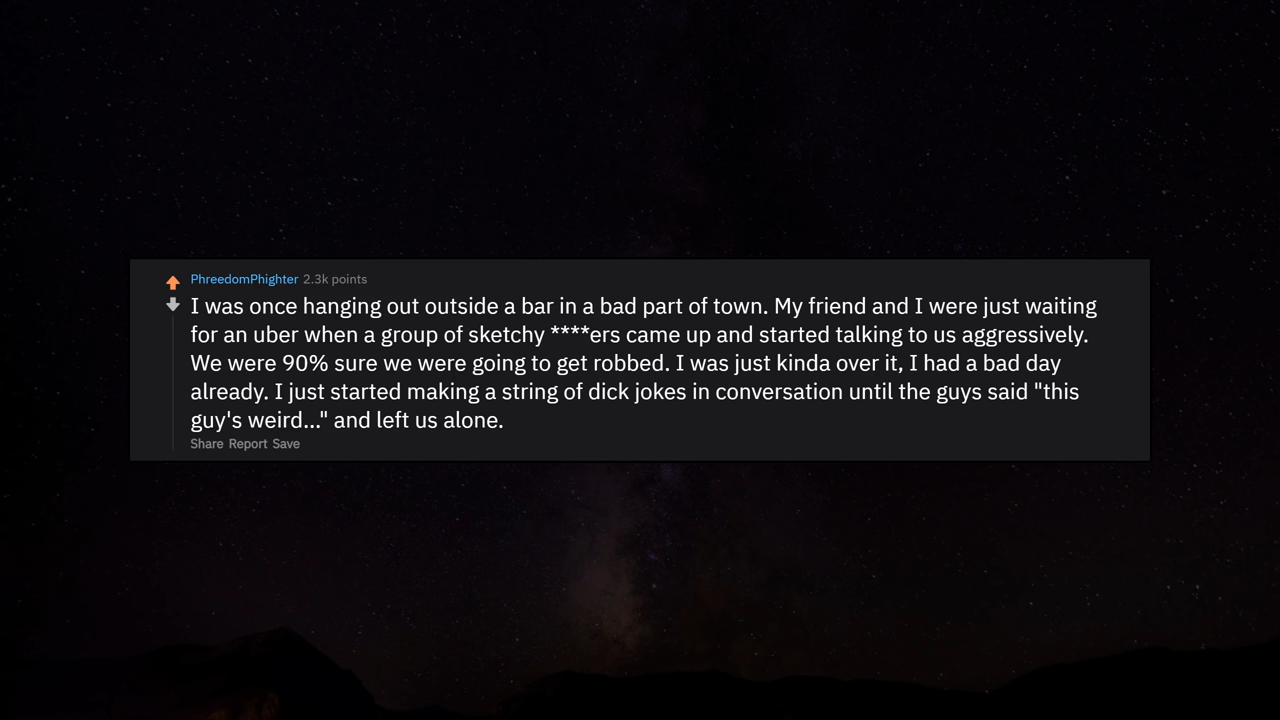 PhreedomPhighter 2.3k points
I was once hanging out outside a bar in a bad part of town. My friend and I were just waiting
for an uber when a group of sketchy ****ers came up and started talking to us aggressively.
We were 90% sure we were going to get robbed. I was just kinda over it, I had a bad day
already. I just started making a string of dick jokes in conversation until the guys said "this
guy's weird..." and left us alone.
Share Report Save